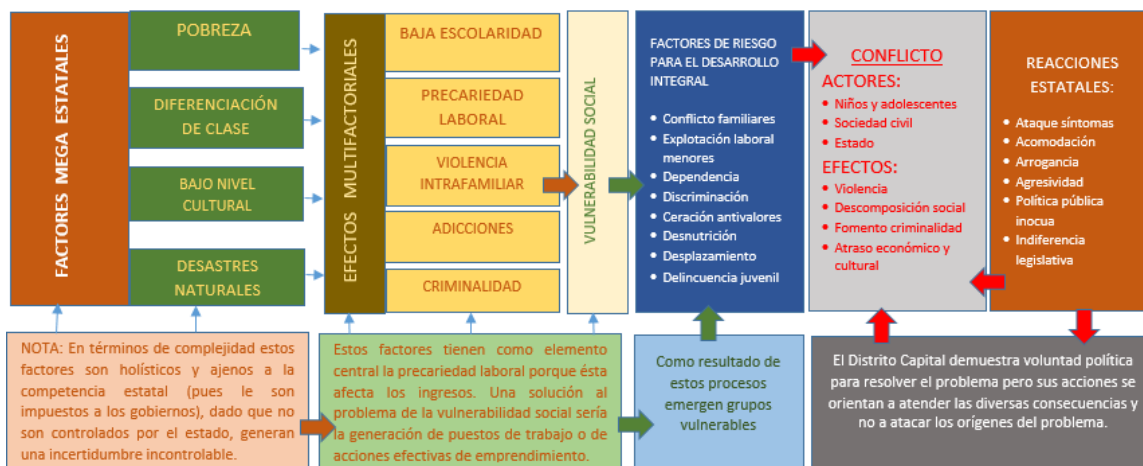 FACTORES MEGA ESTATALES
POBREZA
DIFERENCIACIÓN
DE CLASE
BAJO NIVEL
CULTURAL
DESASTRES
NATURALES
EFECTOS MULTIFACTORIALES
BAJA ESCOLARIDAD
PRECARIEDAD
LABORAL
VIOLENCIA
INTRAFAMILIAR
ADICCIONES
CRIMINALIDAD
VULNERABILIDAD SOCIAL
FACTORES DE RIESGO
PARA EL DESARROLLO
INTEGRAL
• Conflicto familiares
• Explotación laboral
menores
• Dependencia
• Discriminación
• Ceración antivalores
• Desnutrición
• Desplazamiento
• Delincuencia juvenil
CONFLICTO
ACTORES:
• Niños y adolescentes
• Sociedad civil
• Estado
EFECTOS:
• Violencia
• Descomposición social
• Fomento criminalidad
• Atraso económico y
cultural
REACCIONES
ESTATALES:
• Ataque síntomas
• Acomodación
• Arrogancia
• Agresividad
• Política pública
inocua
• Indiferencia
legislativa
NOTA: En términos de complejidad estos
factores son holísticos y ajenos a la
competencia estatal (pues le son
impuestos a los gobiernos), dado que no
son controlados por el estado, generan
una incertidumbre incontrolable.
Estos factores tienen como elemento
central la precariedad laboral porque ésta
afecta los ingresos. Una solución al
problema de la vulnerabilidad social sería
la generación de puestos de trabajo o de
acciones efectivas de emprendimiento.
Como resultado de
estos procesos
emergen grupos
vulnerables
El Distrito Capital demuestra voluntad política
para resolver el problema pero sus acciones se
orientan a atender las diversas consecuencias y
no a atacar los orígenes del problema.